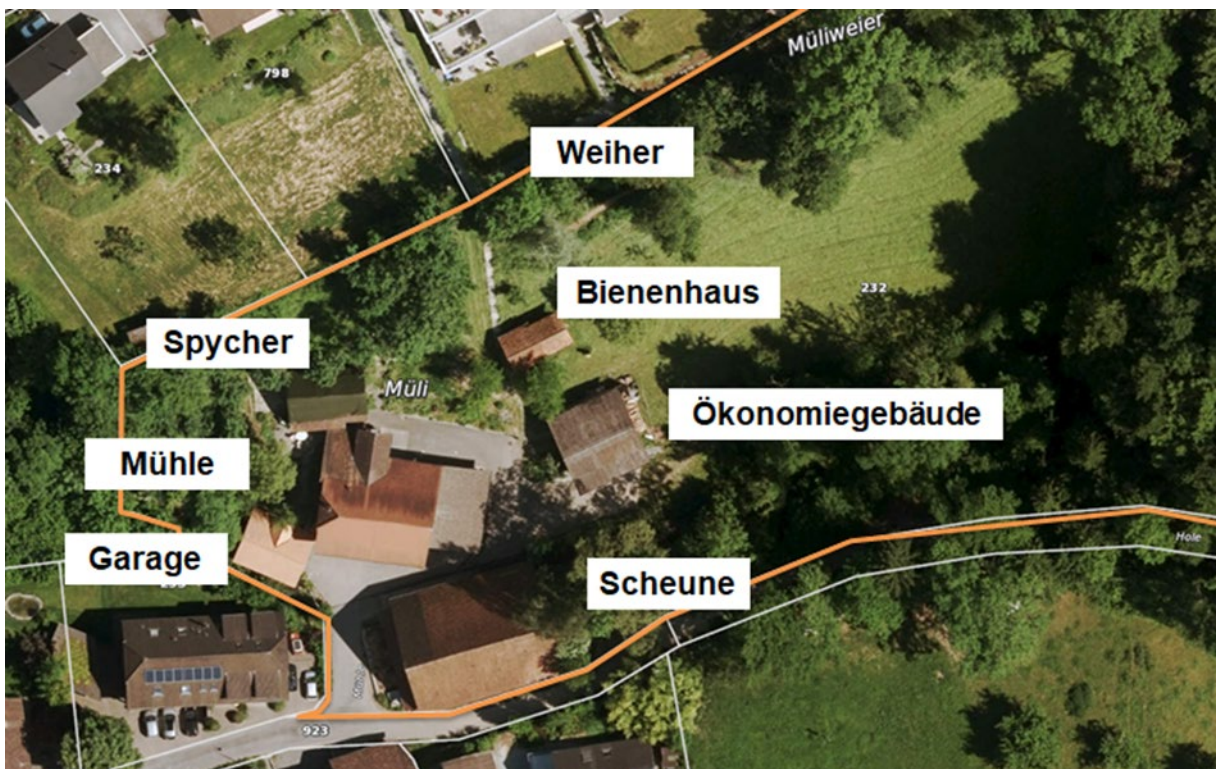 Müliweier
798
Weiher
234
Bienenhaus
232
Spycher
Müli
Ökonomiegebäude
Mühle
Hole
Garage
Scheune
923